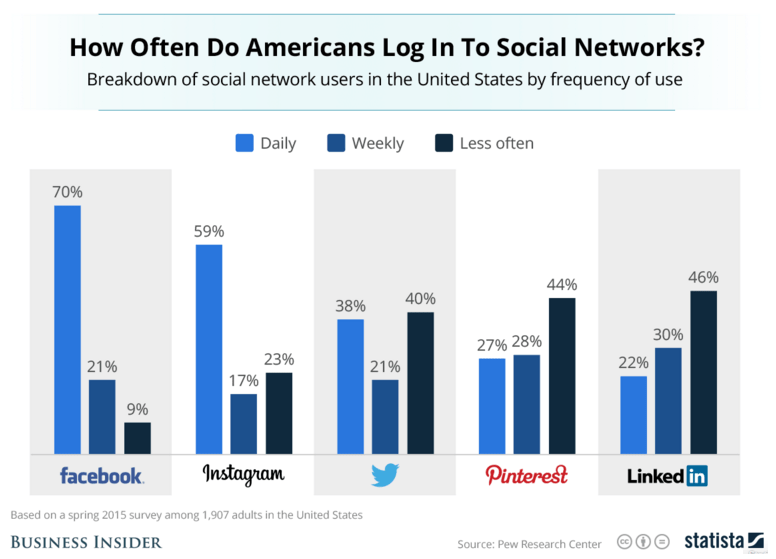 How Often Do Americans Log In To Social Networks?
Breakdown of social network users in the United States by frequency of use
Daily Weekly Less often
70%
21%
9%
59%
17%
23%
38%
21%
40%
27%
28%
44%
22%
30%
46%
facebook. Instagram Pinterest Linked in
Based on a spring 2015 survey among 1,907 adults in the United States
BUSINESS INSIDER Source: Pew Research Center cc statista